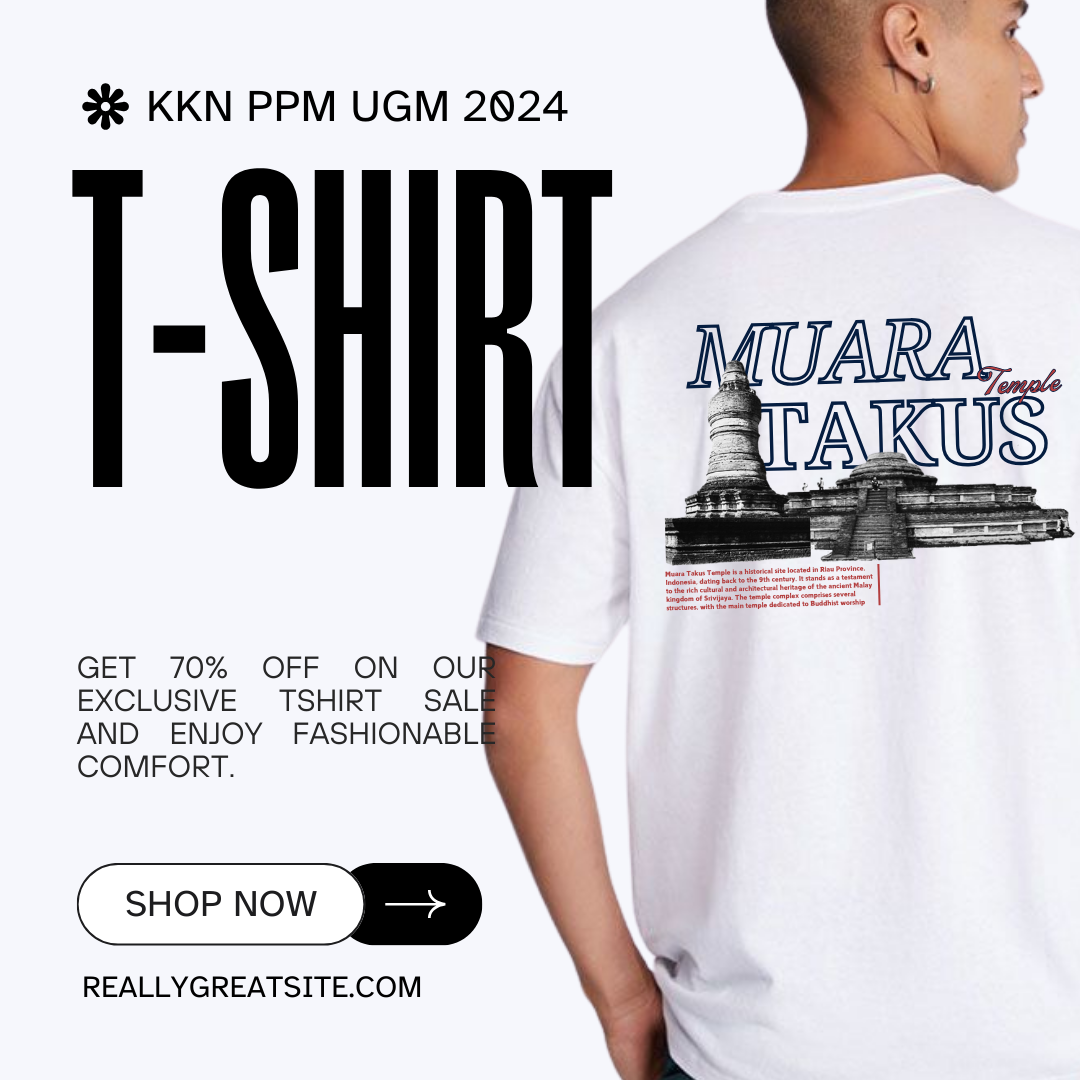 KKN PPM UGM 2024
T-SHIRT
MUARA
Temple
TAKUS
Muara Takus Temple is a historical site located in Riau Province,
Indonesia, dating back to the 9th century. It stands as a testament
to the rich cultural and architectural heritage of the ancient Malay
kingdom of Srivijaya. The temple complex comprises several
structures, with the main temple dedicated to Buddhist worship
GET 70% OFF ON OUR
EXCLUSIVE TSHIRT SALE
AND ENJOY FASHIONABLE
COMFORT.
SHOP NOW
REALLYGREATSITE.COM